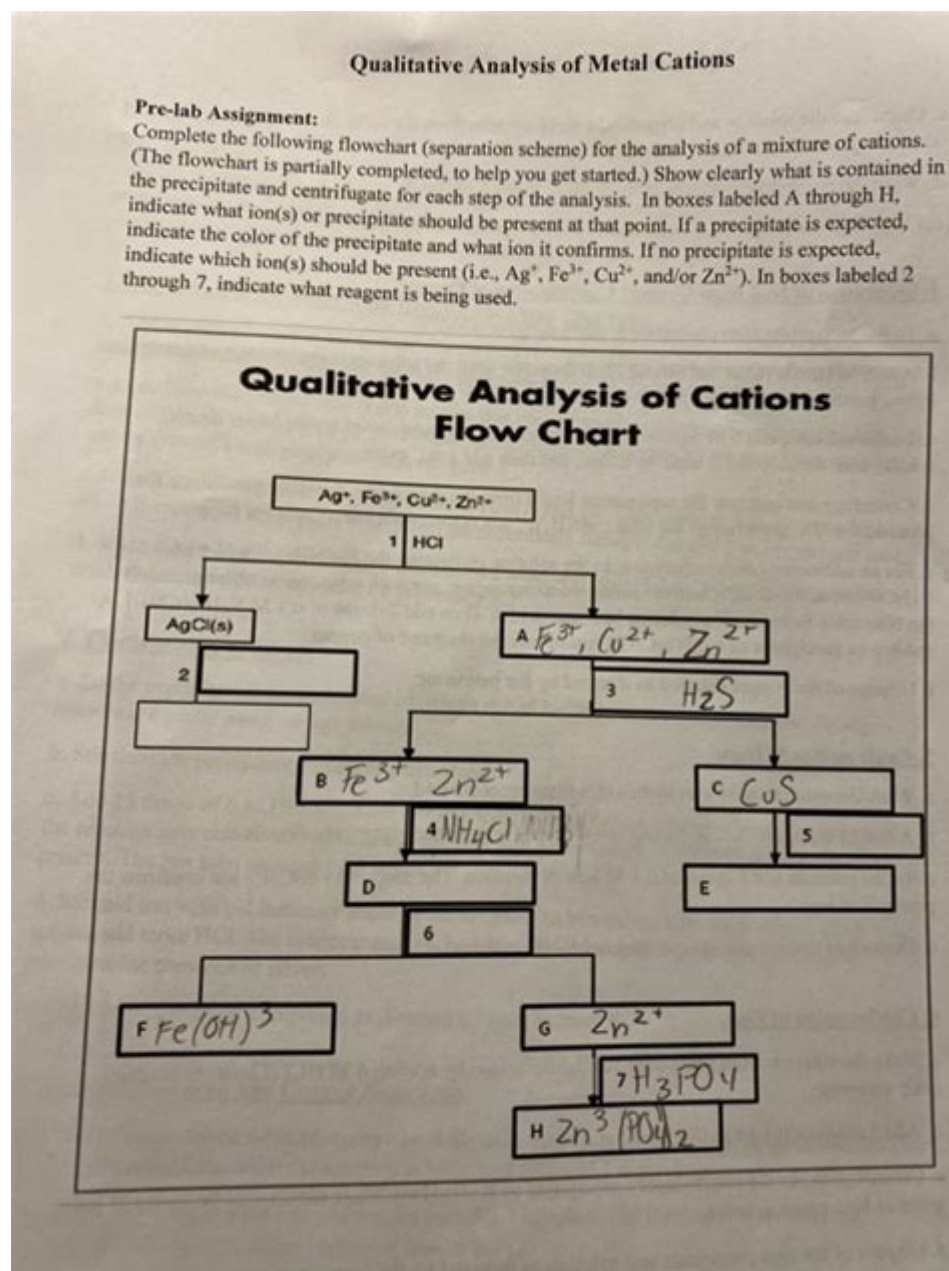 Qualitative Analysis of Metal Cations
Pre-lab Assignment:
Complete the following flowchart (separation scheme) for the analysis of a mixture of cations.
(The flowchart is partially completed, to help you get started.) Show clearly what is contained in
the precipitate and centrifugate for each step of the analysis. In boxes labeled A through H,
indicate what ion(s) or precipitate should be present at that point. If a precipitate is expected,
indicate the color of the precipitate and what ion it confirms. If no precipitate is expected,
indicate which ion(s) should be present (i.e., Ag⁺, Fe³⁺, Cu²⁺, and/or Zn²⁺). In boxes labeled 2
through 7, indicate what reagent is being used.
Qualitative Analysis of Cations
Flow Chart
Ag⁺, Fe³⁺, Cu²⁺, Zn²⁺
1 HCl
AgCl(s)
A Fe³⁺, Cu²⁺, Zn²⁺
2
3 H2S
B Fe³⁺ Zn²⁺
C CuS
4 NH4Cl
5
D
E
6
F Fe(OH)³
G Zn²⁺
7 H3PO4
H Zn³(PO4)2